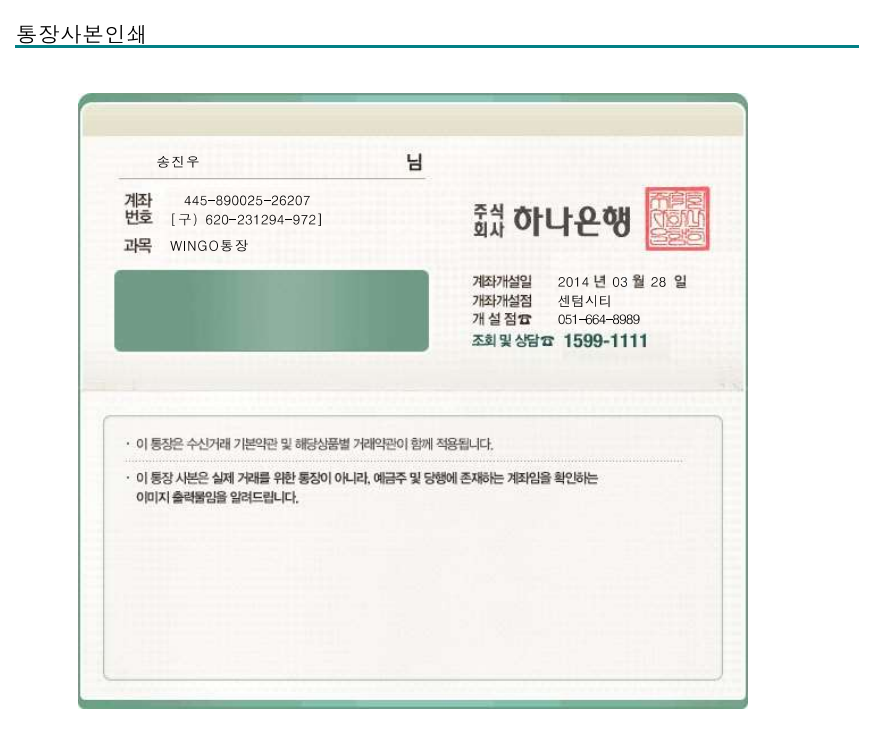 통장사본인쇄
송진우 님
계좌번호 445-890025-26207
[구) 620-231294-972]
과목 WINGO통장
주식회사 하나은행
계좌개설일 2014 년 03 월 28 일
개좌개설점 센텀시티
개 설 점☎ 051-664-8989
조회 및 상담☎ 1599-1111
· 이 통장은 수신거래 기본약관 및 해당상품별 거래약관이 함께 적용됩니다.
· 이 통장 사본은 실제 거래를 위한 통장이 아니라, 예금주 및 당행에 존재하는 계좌임을 확인하는
이미지 출력물임을 알려드립니다.